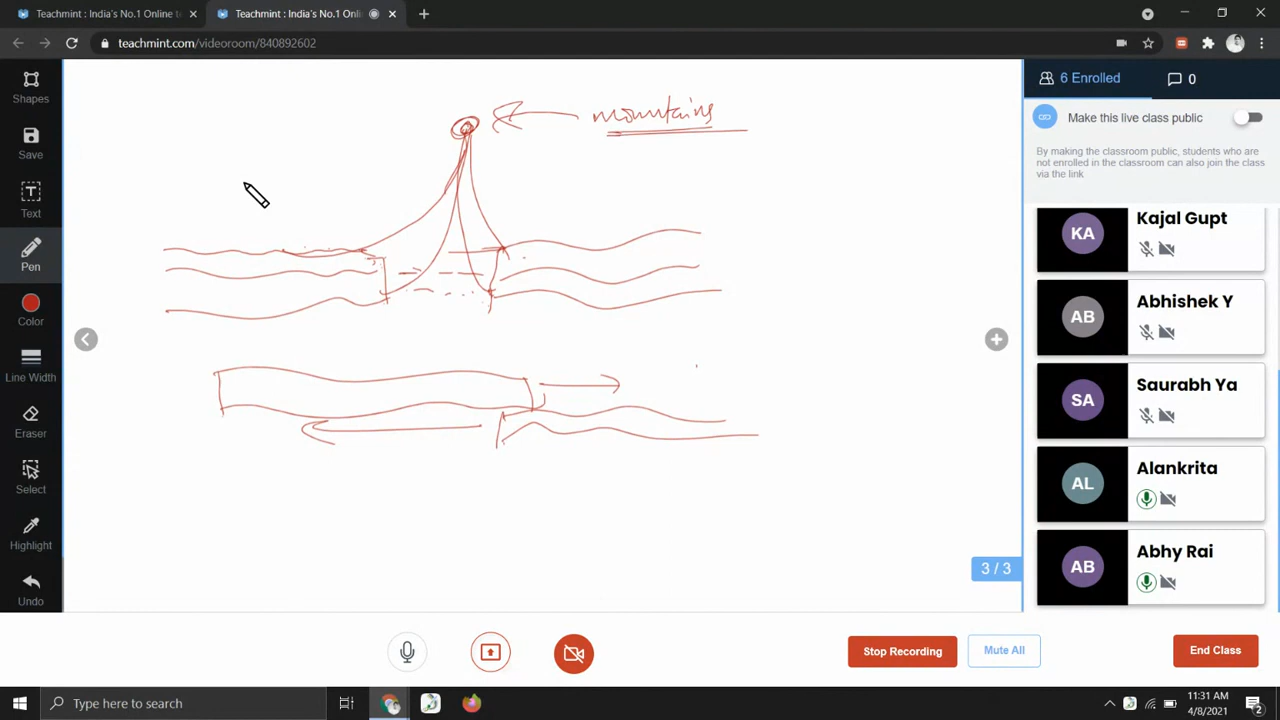 Teachmint : India's No.1 Online t
Teachmint : India's No.1 Onli
teachmint.com/videoroom/840892602
Shapes
Save
Text
Pen
Color
Line Width
Eraser
Select
Highlight
Undo
mountains
3 / 3
6 Enrolled
0
Make this live class public
By making the classroom public, students who are
not enrolled in the classroom can also join the class
via the link
KA
Kajal Gupt
AB
Abhishek Y
SA
Saurabh Ya
AL
Alankrita
AB
Abhy Rai
Stop Recording
Mute All
End Class
Type here to search
11:31 AM
4/8/2021
2